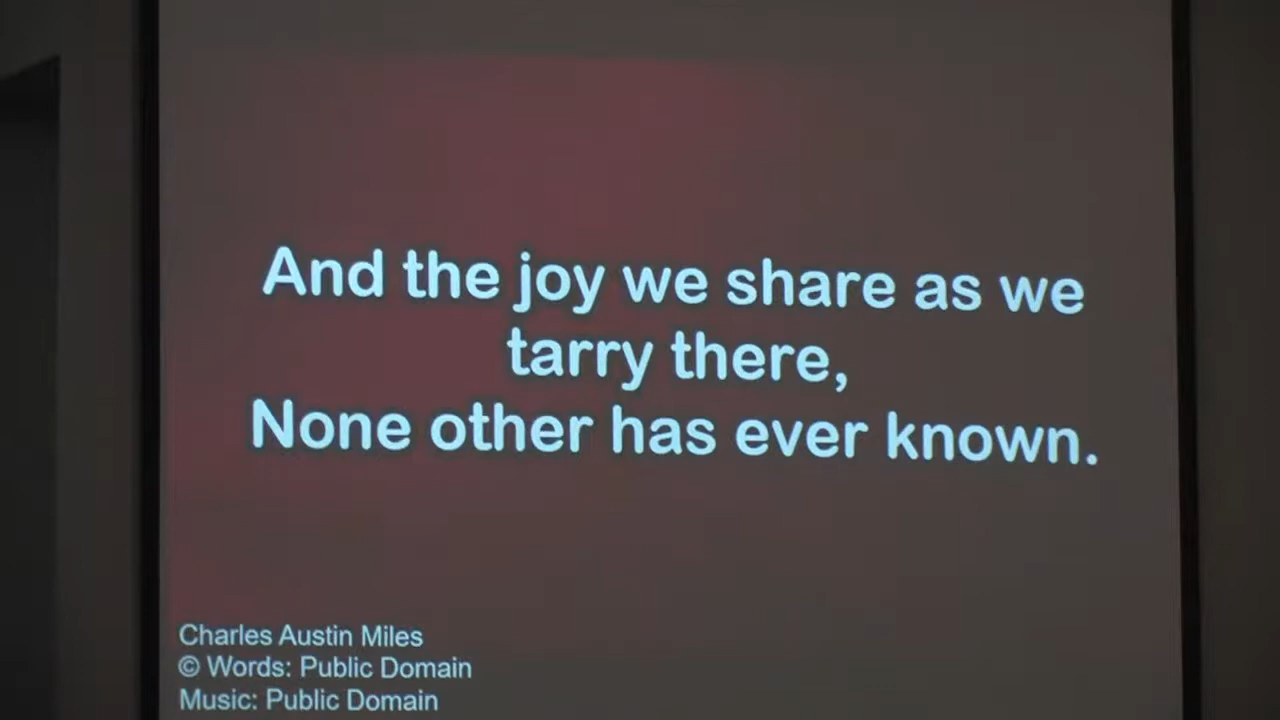 And the joy we share as we
tarry there,
None other has ever known.
Charles Austin Miles
© Words: Public Domain
Music: Public Domain